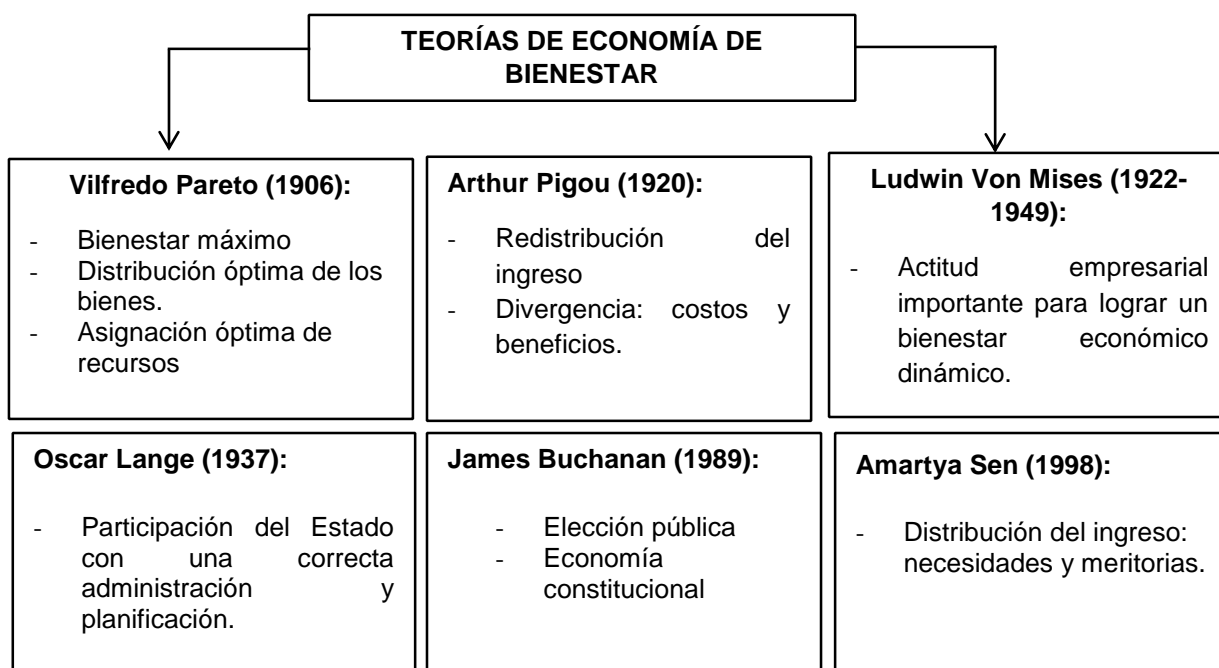 TEORÍAS DE ECONOMÍA DE
BIENESTAR
Vilfredo Pareto (1906):
- Bienestar máximo
- Distribución óptima de los
bienes.
- Asignación óptima de
recursos
Arthur Pigou (1920):
- Redistribución del
ingreso
- Divergencia: costos y
beneficios.
Ludwin Von Mises (1922-
1949):
- Actitud empresarial
importante para lograr un
bienestar económico
dinámico.
Oscar Lange (1937):
- Participación del Estado
con una correcta
administración y
planificación.
James Buchanan (1989):
- Elección pública
- Economía
constitucional
Amartya Sen (1998):
- Distribución del ingreso:
necesidades y meritorias.